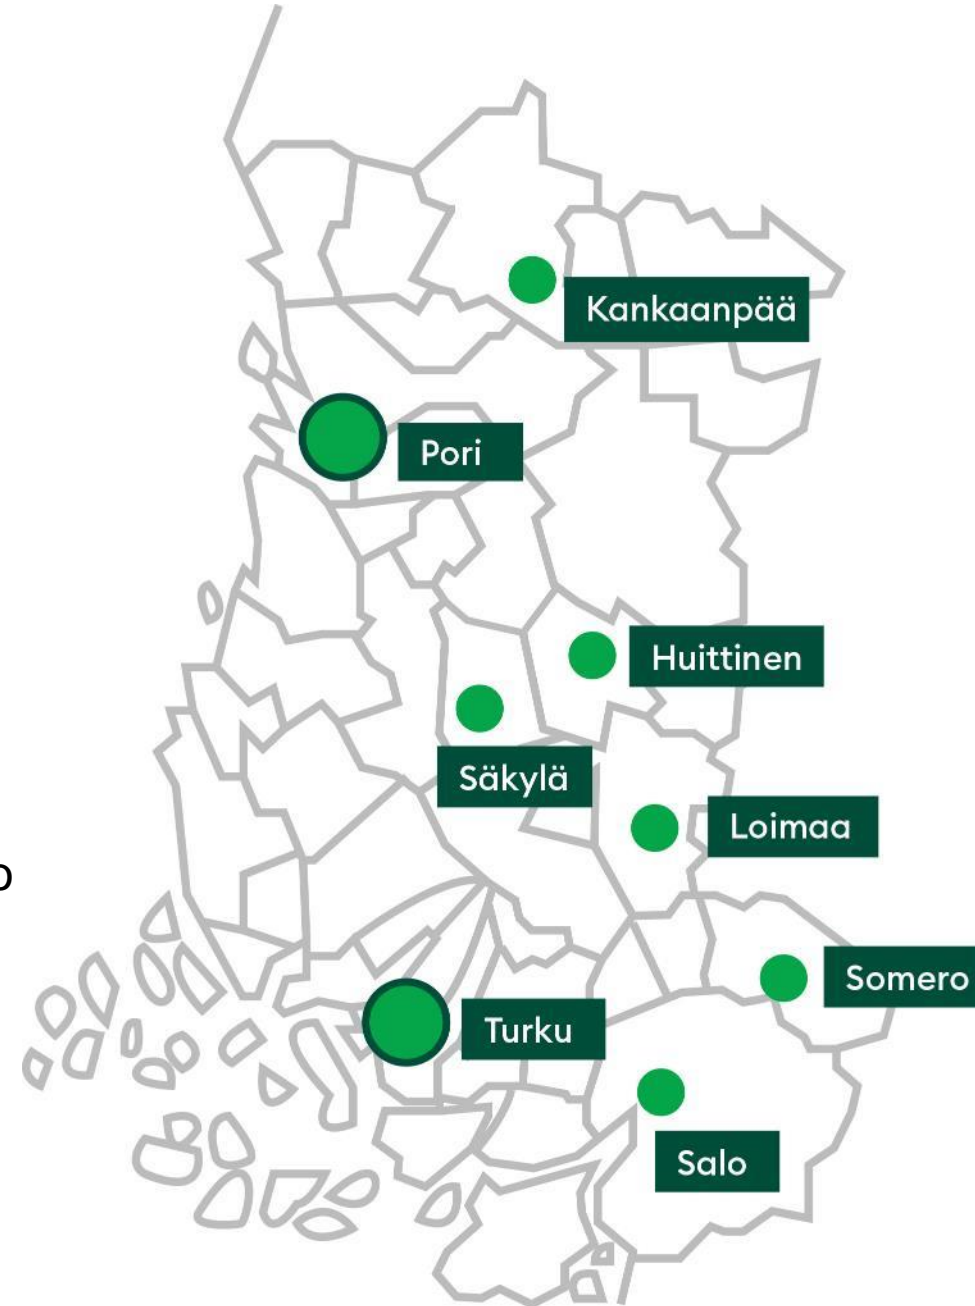 Kankaanpää
Pori
Huittinen
Säkylä
Loimaa
o
Somero
Turku
Salo